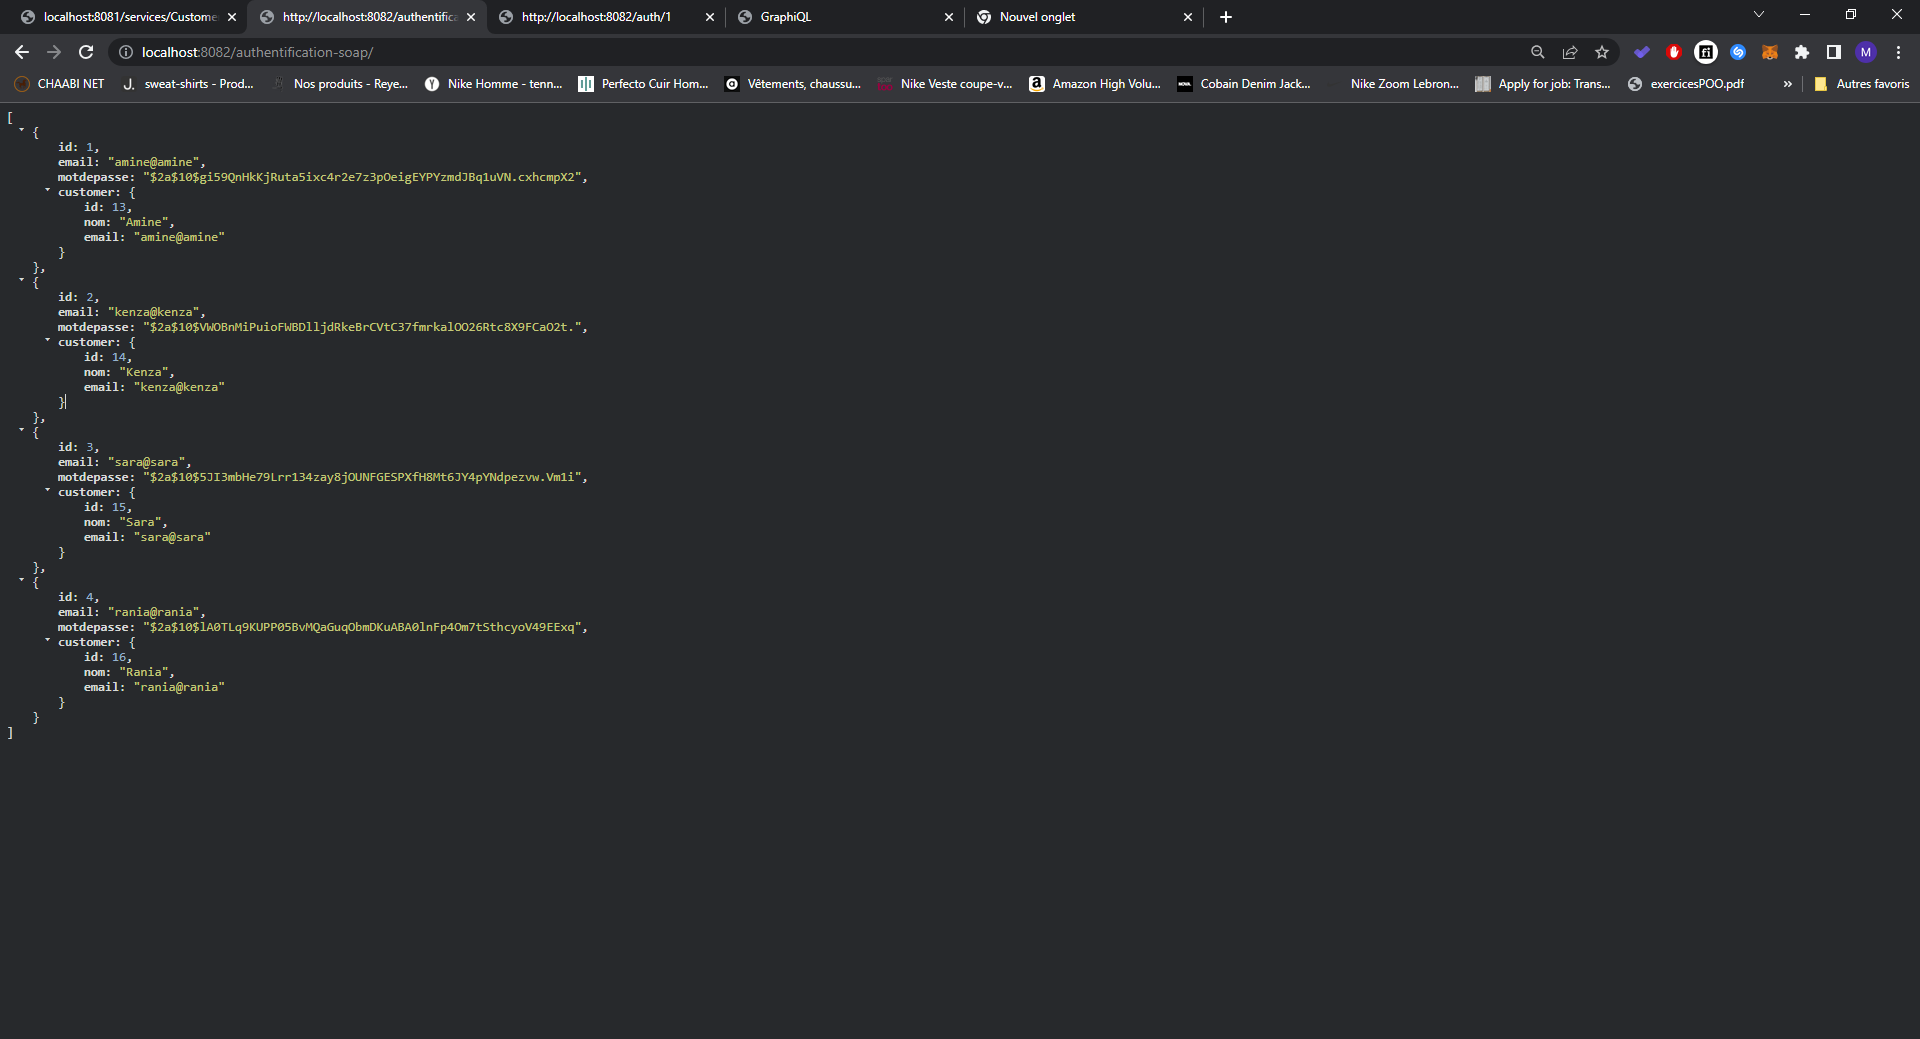 localhost:8081/services/Custome
http://localhost:8082/authentific
http://localhost:8082/auth/1
GraphiQL
Nouvel onglet
localhost:8082/authentification-soap/
M
CHAABI NET
J. sweat-shirts - Prod...
Nos produits - Reye...
Y Nike Homme - tenn...
Perfecto Cuir Hom...
Vêtements, chaussu...
Nike Veste coupe-v...
a Amazon High Volu...
Cobain Denim Jack...
Nike Zoom Lebron...
Apply for job: Trans...
exercicesPOO.pdf
»
Autres favoris
[
{
id: 1,
email: "amine@amine",
motdepasse: "$2a$10$gi59QnHkKjRuta5ixc4r2e7z3pOeigEYPYzmdJBq1uVN.cxhcmpX2",
customer: {
id: 13,
nom: "Amine",
email: "amine@amine"
}
},
{
id: 2,
email: "kenza@kenza",
motdepasse: "$2a$10$VWOBnMiPuioFWBDlljdRkeBrCVtC37fmrkalOO26Rtc8X9FCaO2t.",
customer: {
id: 14,
nom: "Kenza",
email: "kenza@kenza"
}
},
{
id: 3,
email: "sara@sara",
motdepasse: "$2a$10$5JI3mbHe79Lrr134zay8jOUNFGESPXfH8Mt6JY4pYNdpezvw.Vm1i",
customer: {
id: 15,
nom: "Sara",
email: "sara@sara"
}
},
{
id: 4,
email: "rania@rania",
motdepasse: "$2a$10$lA0TLq9KUPP05BvMQaGuqObmDKuABA0lnFp4Om7tSthcyoV49EExq",
customer: {
id: 16,
nom: "Rania",
email: "rania@rania"
}
}
]